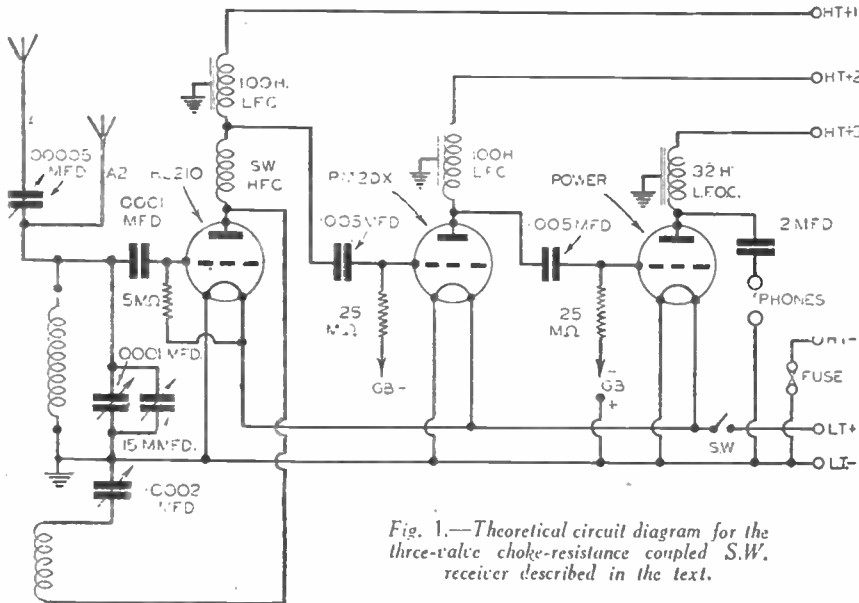 HT+1
100H.
L.F.C
HT+2
HT+3
.00005
MFD
A2
.0001
MFD
HL210
SW
HFC
PM2DX
100H
LFC
POWER
32 H
L.F.O.C.
.005 MFD
.005 MFD
2 MFD
'PHONES
5MΩ
25
MΩ
25
MΩ
GB-
-
GB
+
HT-
FUSE
.0001 MFD.
15 MMFD.
LT+
S.W
LT-
.0002
MFD
Fig. 1.—Theoretical circuit diagram for the
three-valve choke-resistance coupled S.W.
receiver described in the text.